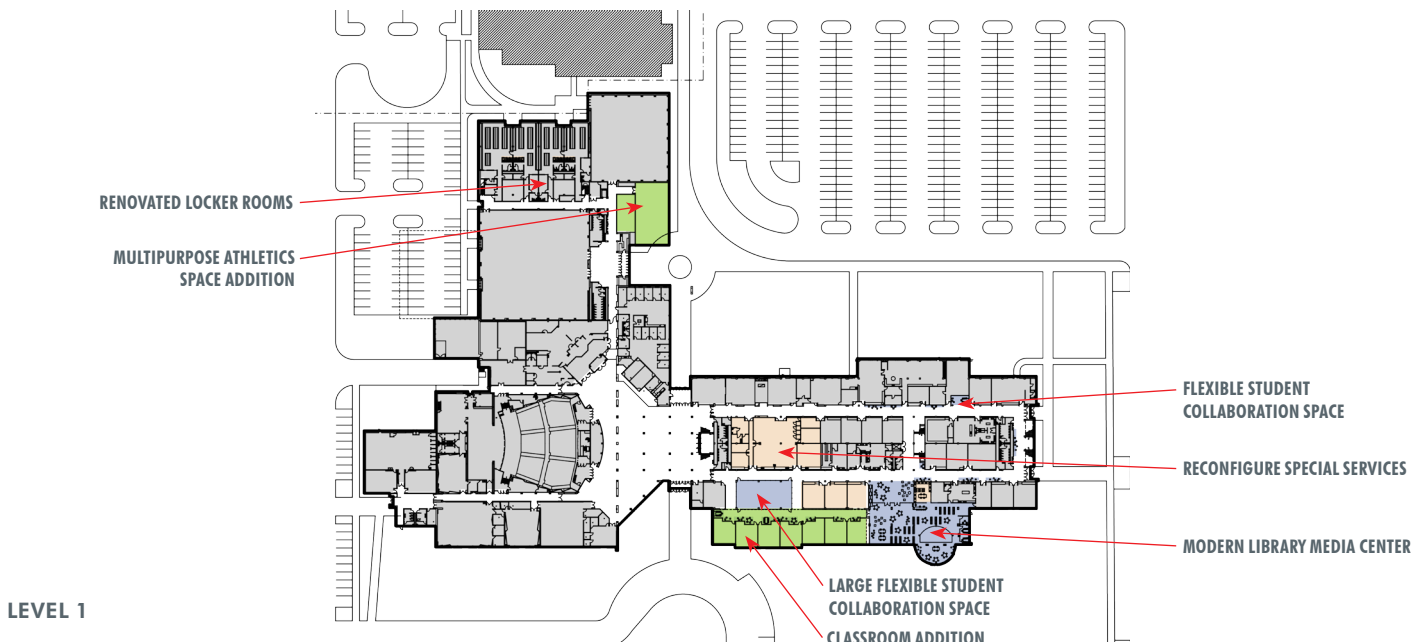 RENOVATED LOCKER ROOMS
MULTIPURPOSE ATHLETICS
SPACE ADDITION
FLEXIBLE STUDENT
COLLABORATION SPACE
RECONFIGURE SPECIAL SERVICES
MODERN LIBRARY MEDIA CENTER
LARGE FLEXIBLE STUDENT
COLLABORATION SPACE
CLASSROOM ADDITION
LEVEL 1